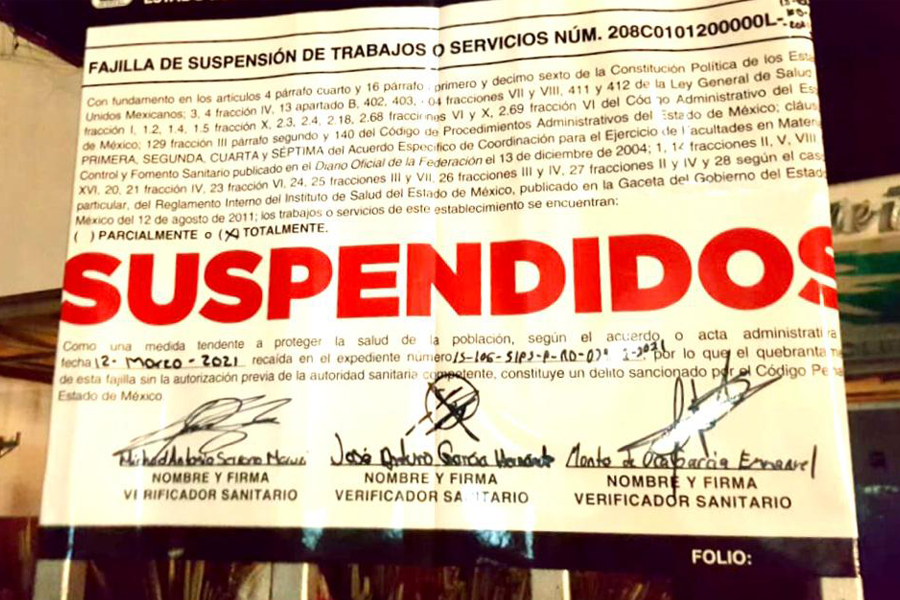 FAJILLA DE SUSPENSIÓN DE TRABAJOS O SERVICIOS NÚM. 208C0101200000L-
Con fundamento en los artículos 4 párrafo cuarto y 16 párrafo primero y decimo sexto de la Constitución Política de los Esta
Unidos Mexicanos; 3, 4 fracción IV, 13 apartado B, 402, 403, 04 fracciones VII y VIII, 411 y 412 de la Ley General de Salud
fracción I, 1.2, 1.4, 1.5 fracción X, 2.3, 2.4, 2.18, 2.68 fracciones VI y X, 2.69 fracción VI del Código Administrativo del Es
de México; 129 fracción III párrafo segundo y 140 del Código de Procedimientos Administrativos del Estado de México; cláus
PRIMERA, SEGUNDA, CUARTA y SÉPTIMA del Acuerdo Específico de Coordinación para el Ejercicio de Facultades en Mater
Control y Fomento Sanitario publicado en el Diario Oficial de la Federación el 13 de diciembre de 2004; 1, 14 fracciones II, V, VIII
XVI, 20, 21 fracción IV, 23 fracción VI, 24, 25 fracciones III y VII, 26 fracciones III y IV, 27 fracciones II y IV y 28 según el cas
particular, del Reglamento Interno del Instituto de Salud del Estado de México, publicado en la Gaceta del Gobierno del Estad
México del 12 de agosto de 2011; los trabajos o servicios de este establecimiento se encuentran:
( ) PARCIALMENTE o (X) TOTALMENTE.
SUSPENDIDOS
Como una medida tendente a proteger la salud de la población, según el acuerdo, o acta administrativa
fecha 12- Marzo - 2021 recaída en el expediente número por lo que el quebranta
de esta fajilla sin la autorización previa de la autoridad sanitaria competente, constituye un delito sancionado por el Código Pe
Estado de México
José Arturo García Monte de Oca García Emanuel
NOMBRE Y FIRMA NOMBRE Y FIRMA NOMBRE Y FIRMA
VERIFICADOR SANITARIO VERIFICADOR SANITARIO VERIFICADOR SANITARIO
FOLIO: